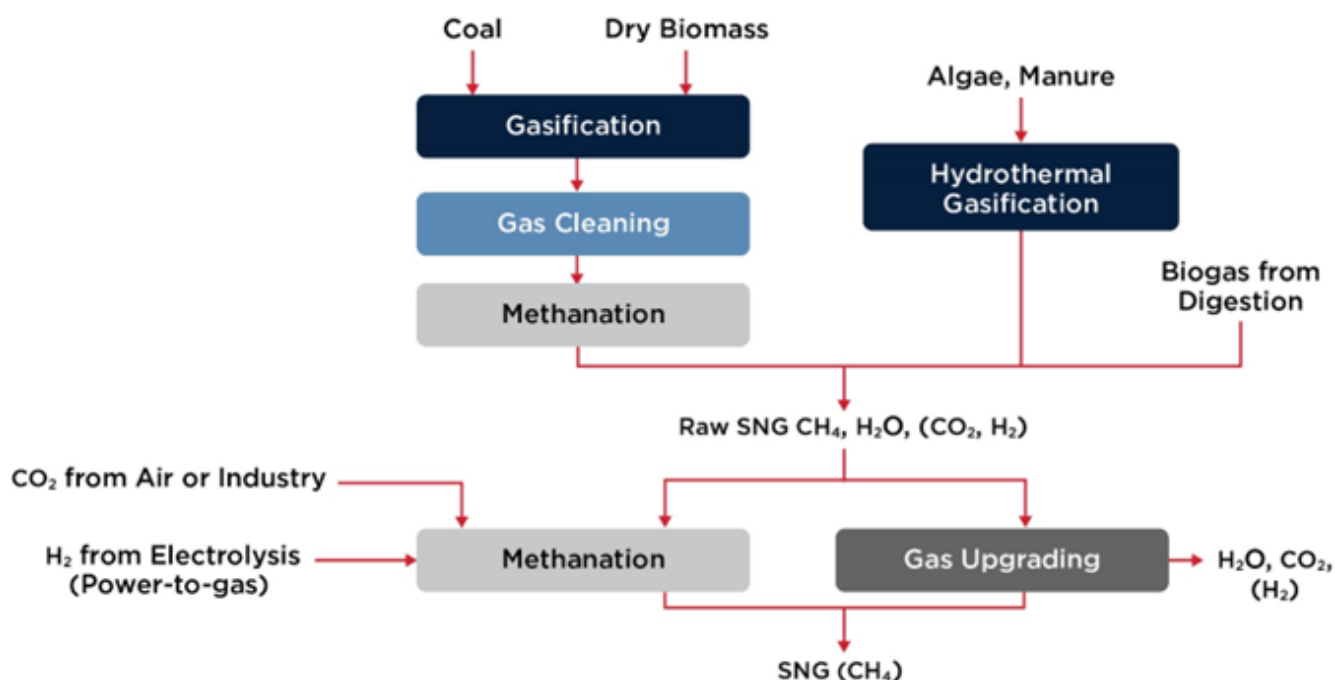 Coal
Dry Biomass
Algae, Manure
Gasification
Hydrothermal
Gasification
Gas Cleaning
Biogas from
Digestion
Methanation
Raw SNG CH₄, H₂O, (CO₂, H₂)
CO₂ from Air or Industry
H₂ from Electrolysis
(Power-to-gas)
Methanation
Gas Upgrading
H₂O, CO₂,
(H₂)
SNG (CH₄)